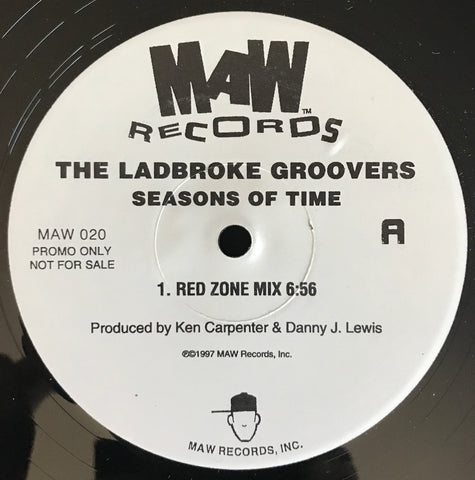 MAW
™
RECORDS
THE LADBROKE GROOVERS
SEASONS OF TIME
MAW 020
PROMO ONLY
NOT FOR SALE
A
1. RED ZONE MIX 6:56
Produced by Ken Carpenter & Danny J. Lewis
℗©1997 MAW Records, Inc.
MAW RECORDS, INC.